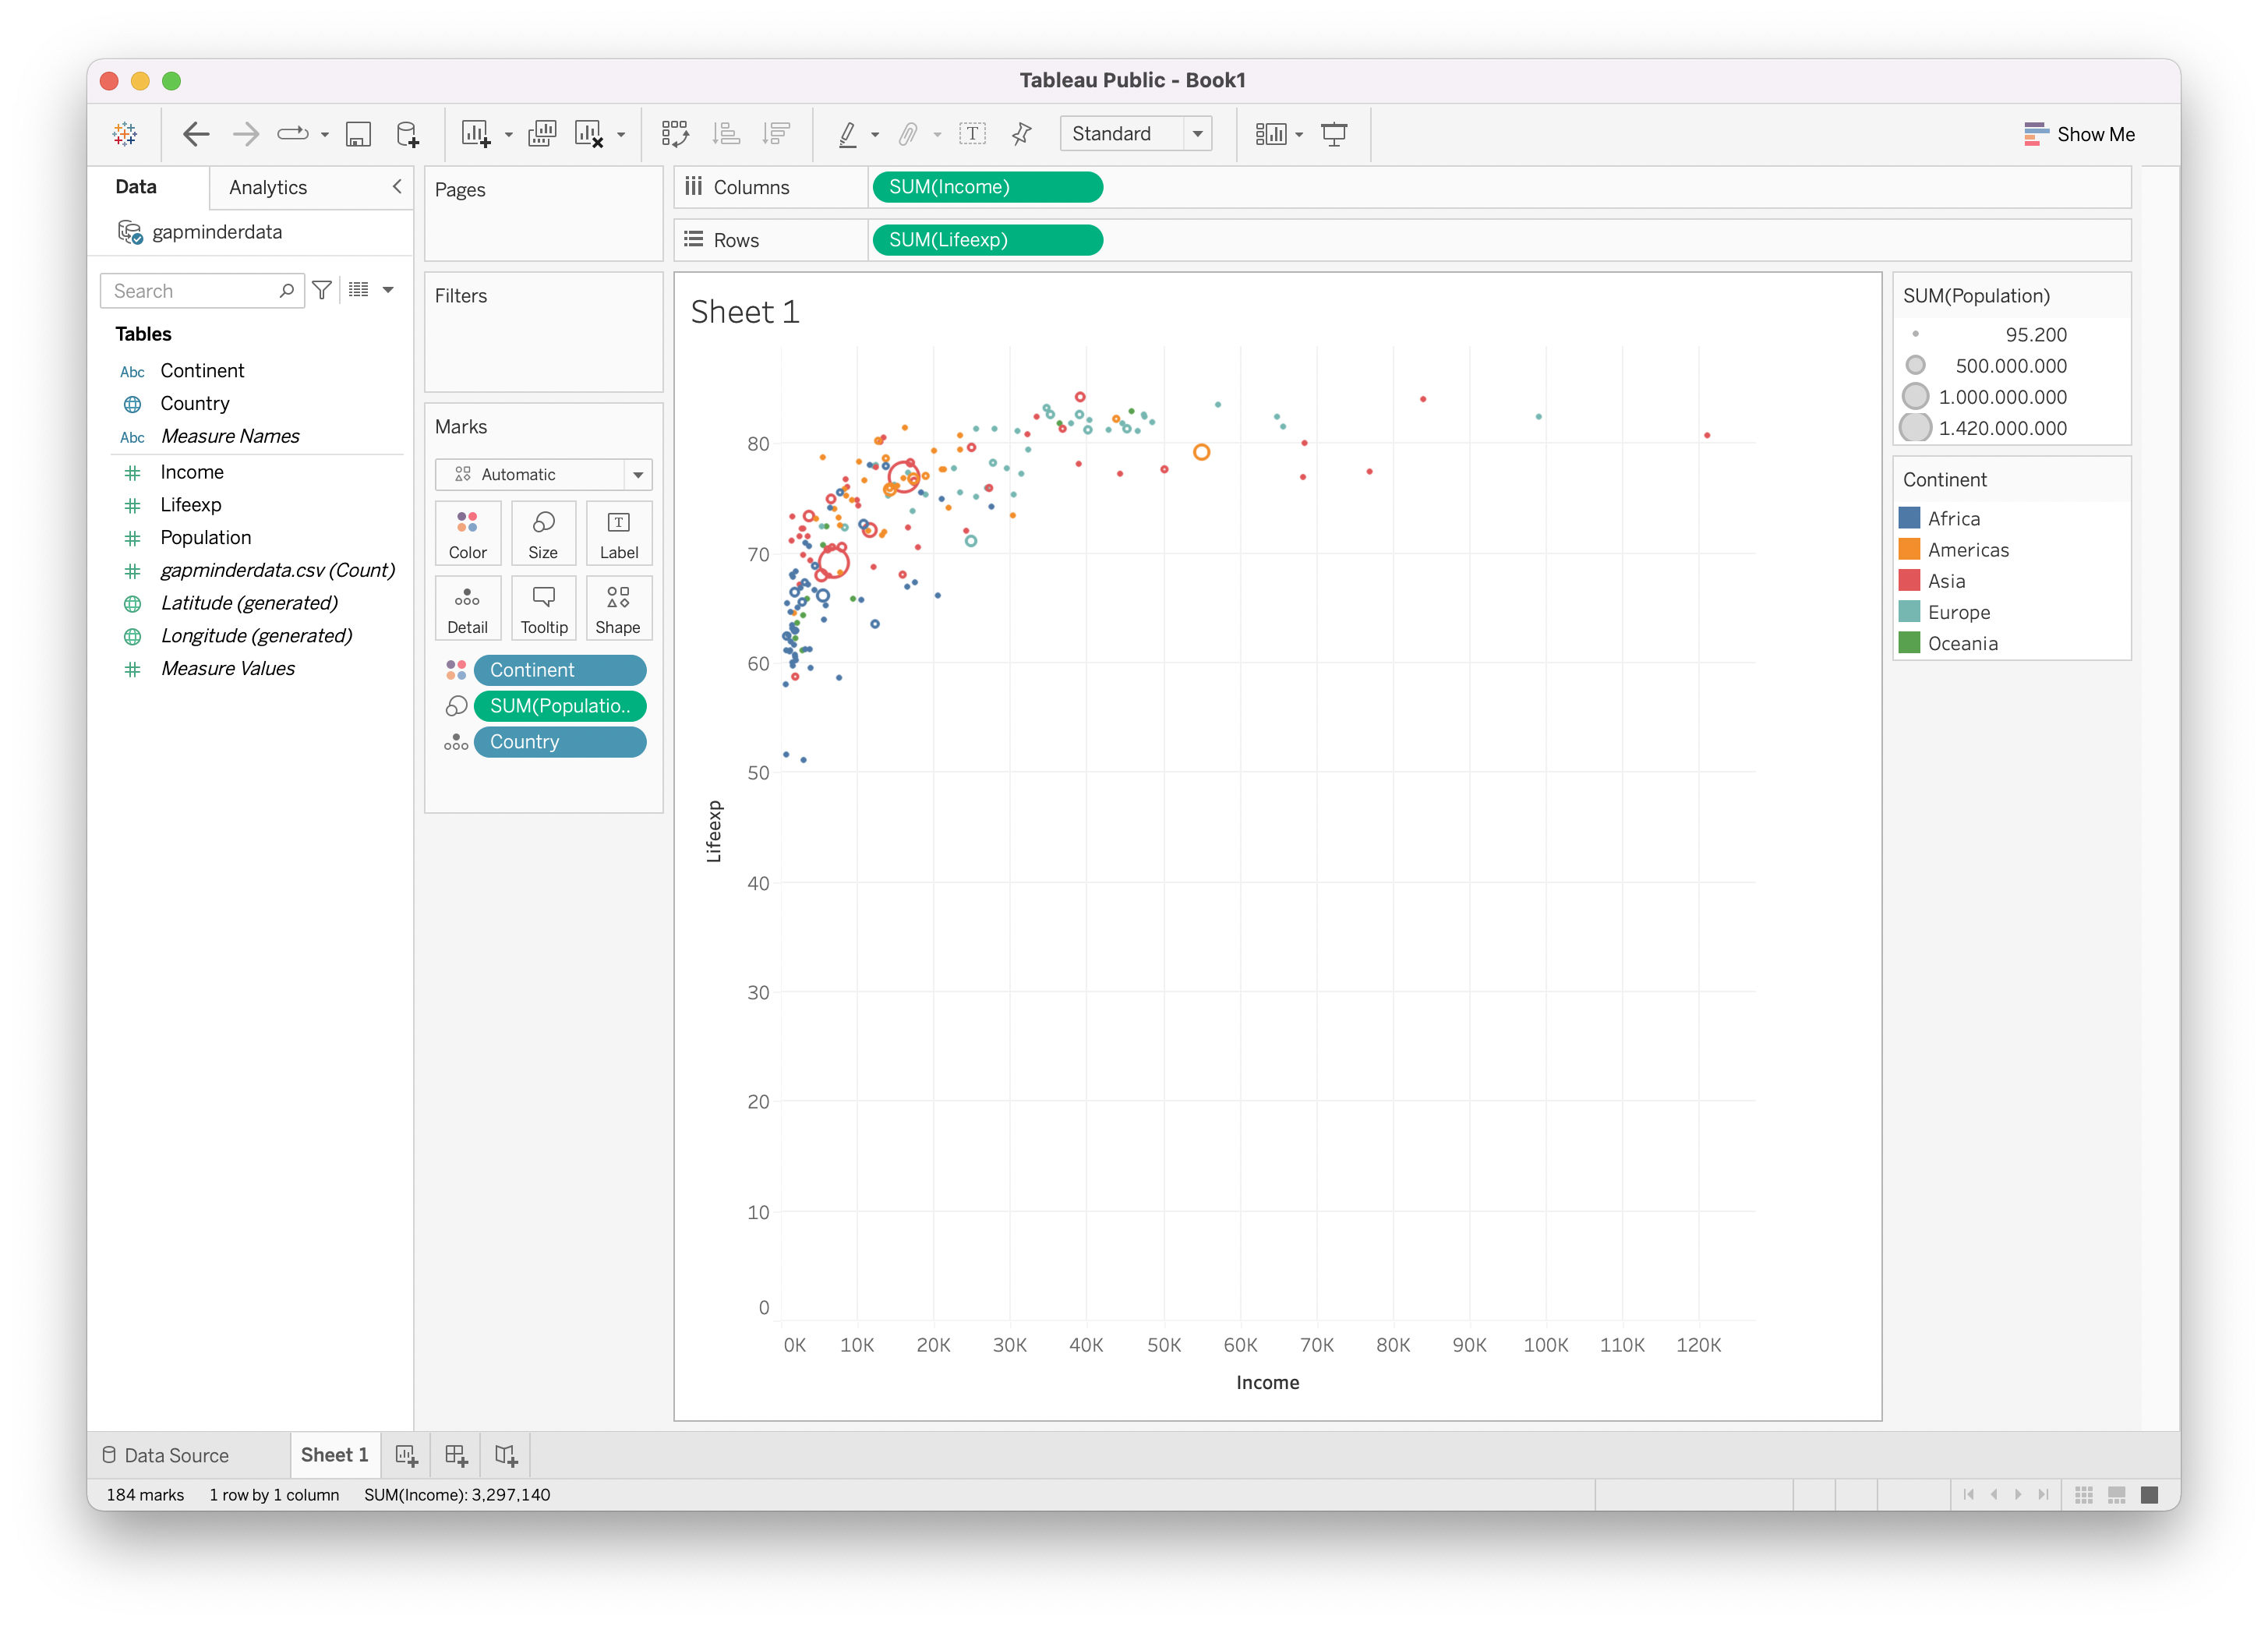 Tableau Public - Book1
Standard
Show Me
Data
Analytics
gapminderdata
Search
Tables
Abc Continent
Country
Abc Measure Names
Income
Lifeexp
Population
gapminderdata.csv (Count)
Latitude (generated)
Longitude (generated)
Measure Values
Pages
Filters
Marks
Automatic
Color
Size
T
Label
Detail
Tooltip
Shape
Continent
SUM(Populatio..
Country
Columns
SUM(Income)
Rows
SUM(Lifeexp)
Sheet 1
80
70
60
50
40
30
20
10
0
Lifeexp
0K 10K 20K 30K 40K 50K 60K 70K 80K 90K 100K 110K 120K
Income
SUM(Population)
95.200
500.000.000
1.000.000.000
1.420.000.000
Continent
Africa
Americas
Asia
Europe
Oceania
Data Source
Sheet 1
184 marks 1 row by 1 column SUM(Income): 3,297,140